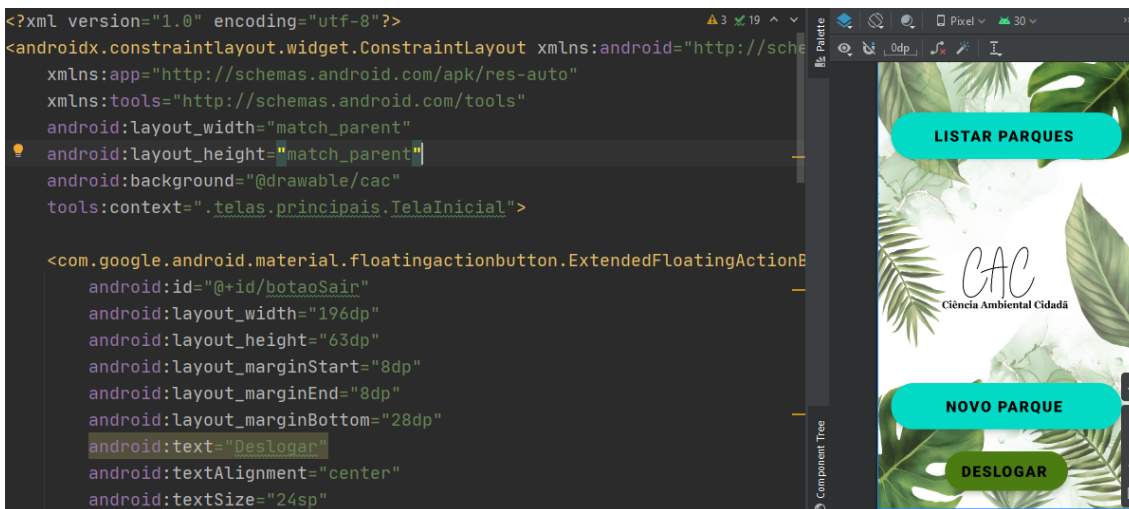 <?xml version="1.0" encoding="utf-8"?>
3 19
<androidx.constraintlayout.widget.ConstraintLayout xmlns:android="http://sche
xmlns:app="http://schemas.android.com/apk/res-auto"
xmlns:tools="http://schemas.android.com/tools"
android:layout_width="match_parent"
android:layout_height="match_parent"
android:background="@drawable/cac"
tools:context=".telas.principais.TelaInicial">
<com.google.android.material.floatingactionbutton.ExtendedFloatingActionB
android:id="@+id/botaoSair"
android:layout_width="196dp"
android:layout_height="63dp"
android:layout_marginStart="8dp"
android:layout_marginEnd="8dp"
android:layout_marginBottom="28dp"
android:text="Deslogar"
android:textAlignment="center"
android:textSize="24sp"
Palette
Component Tree
Pixel 30
0dp
LISTAR PARQUES
CAC
Ciência Ambiental Cidadã
NOVO PARQUE
DESLOGAR